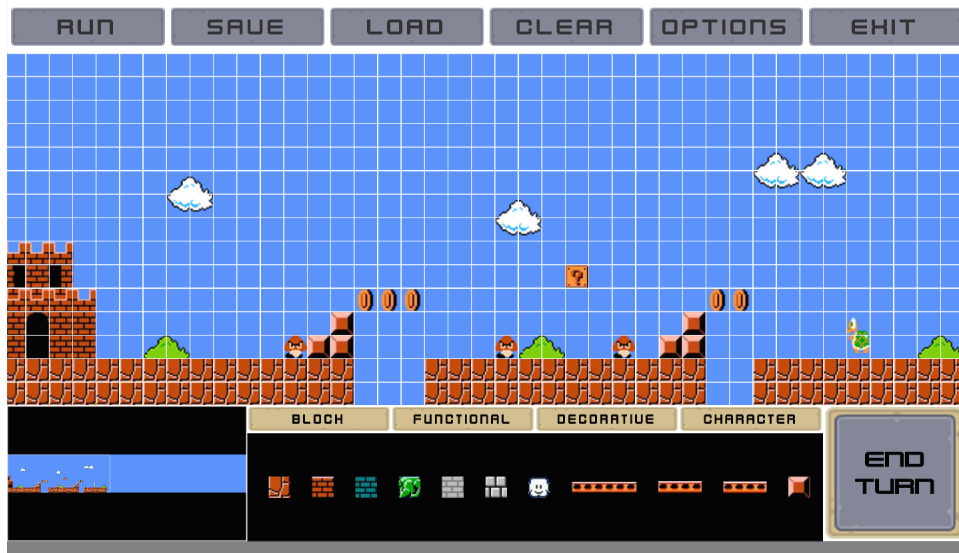 RUN
SAVE
LOAD
CLEAR
OPTIONS
EXIT
?
BLOCK
FUNCTIONAL
DECORATIVE
CHARACTER
END
TURN